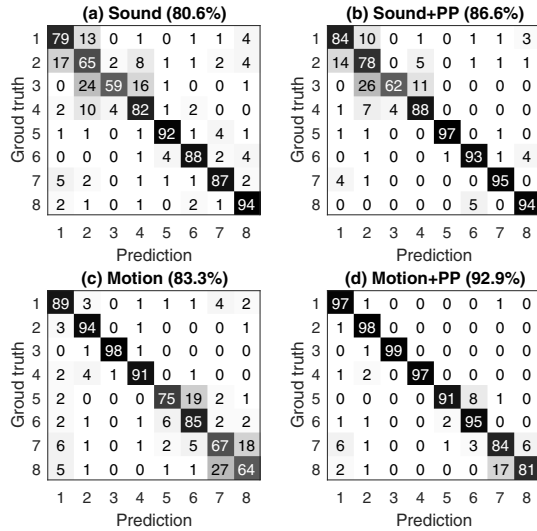 (a) Sound (80.6%)
1 79 13 0 1 0 1 1 4
2 17 65 2 8 1 1 2 4
3 0 24 59 16 1 0 0 0
4 2 10 4 82 1 2 0 0
5 1 1 0 1 92 1 4 1
6 0 0 0 1 4 88 2 4
7 5 2 0 1 1 1 87 2
8 2 1 0 1 0 2 1 94
1 2 3 4 5 6 7 8
Prediction
Groud truth
(b) Sound+PP (86.6%)
1 84 10 0 1 0 1 1 3
2 14 78 0 5 0 1 1 1
3 0 26 62 11 0 0 0 0
4 1 7 4 88 0 0 0 0
5 1 1 0 0 97 0 1 0
6 0 1 0 0 1 93 1 4
7 4 1 0 0 0 0 95 0
8 0 0 0 0 0 5 0 94
1 2 3 4 5 6 7 8
Prediction
Groud truth
(c) Motion (83.3%)
1 89 3 0 1 1 1 4 2
2 3 94 0 1 0 0 0 1
3 0 1 98 1 0 0 0 0
4 2 4 1 91 0 1 0 0
5 2 0 0 0 75 19 2 1
6 2 1 0 1 6 85 2 2
7 6 1 0 1 2 5 67 18
8 5 1 0 0 1 1 27 64
1 2 3 4 5 6 7 8
Prediction
Groud truth
(d) Motion+PP (92.9%)
1 97 1 0 0 0 0 1 0
2 1 98 0 0 0 0 0 0
3 0 1 99 0 0 0 0 0
4 1 2 0 97 0 0 0 0
5 0 0 0 0 91 8 1 0
6 1 1 0 0 2 95 0 0
7 6 1 0 0 1 3 84 6
8 2 1 0 0 0 0 17 81
1 2 3 4 5 6 7 8
Prediction
Groud truth